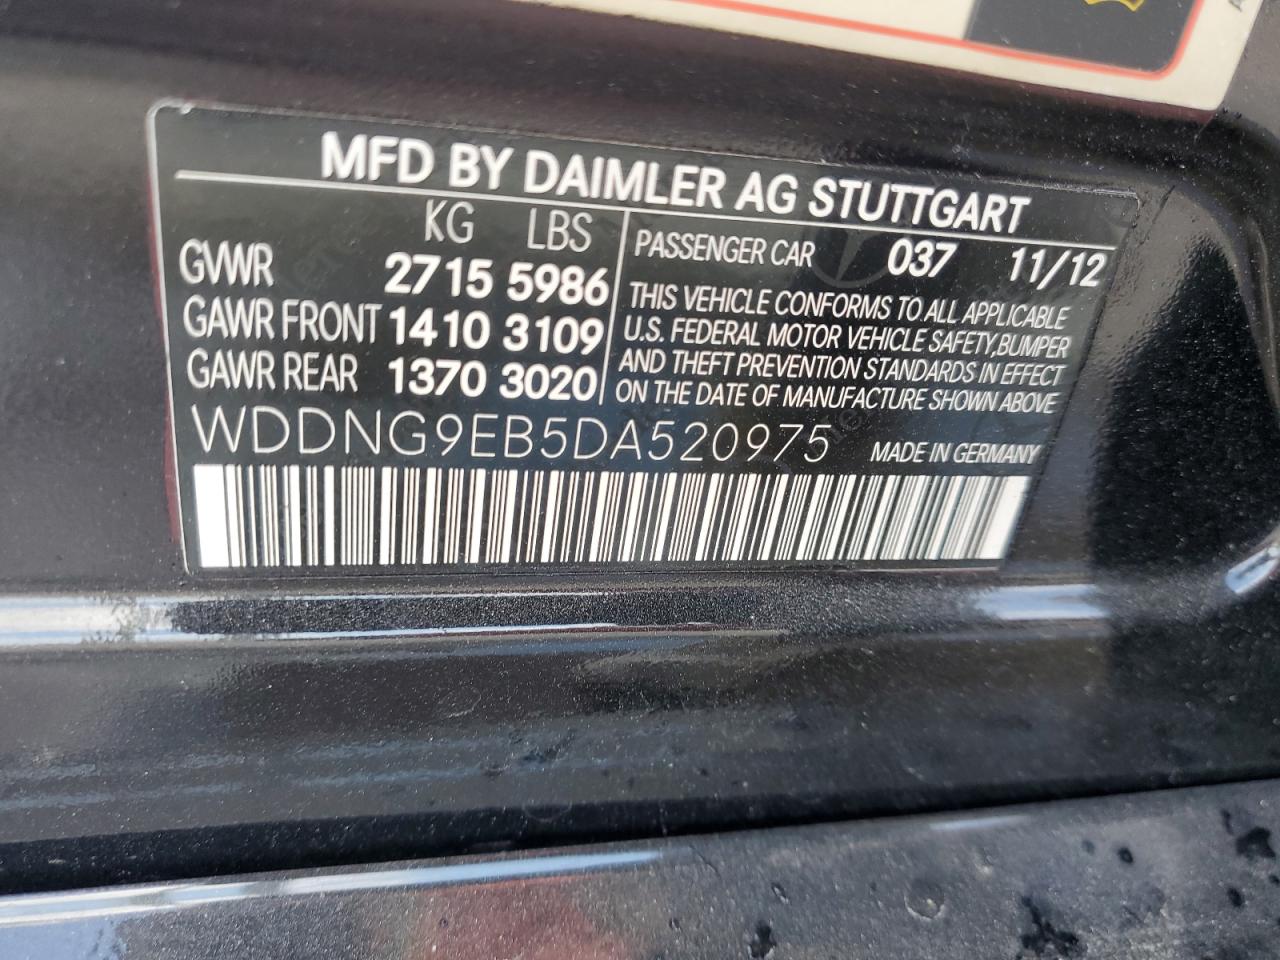 MFD BY DAIMLER AG STUTTGART
KG LBS
GVWR 2715 5986
GAWR FRONT 1410 3109
GAWR REAR 1370 3020
PASSENGER CAR 037 11/12
THIS VEHICLE CONFORMS TO ALL APPLICABLE
U.S. FEDERAL MOTOR VEHICLE SAFETY,BUMPER
AND THEFT PREVENTION STANDARDS IN EFFECT
ON THE DATE OF MANUFACTURE SHOWN ABOVE
WDDNG9EB5DA520975 MADE IN GERMANY